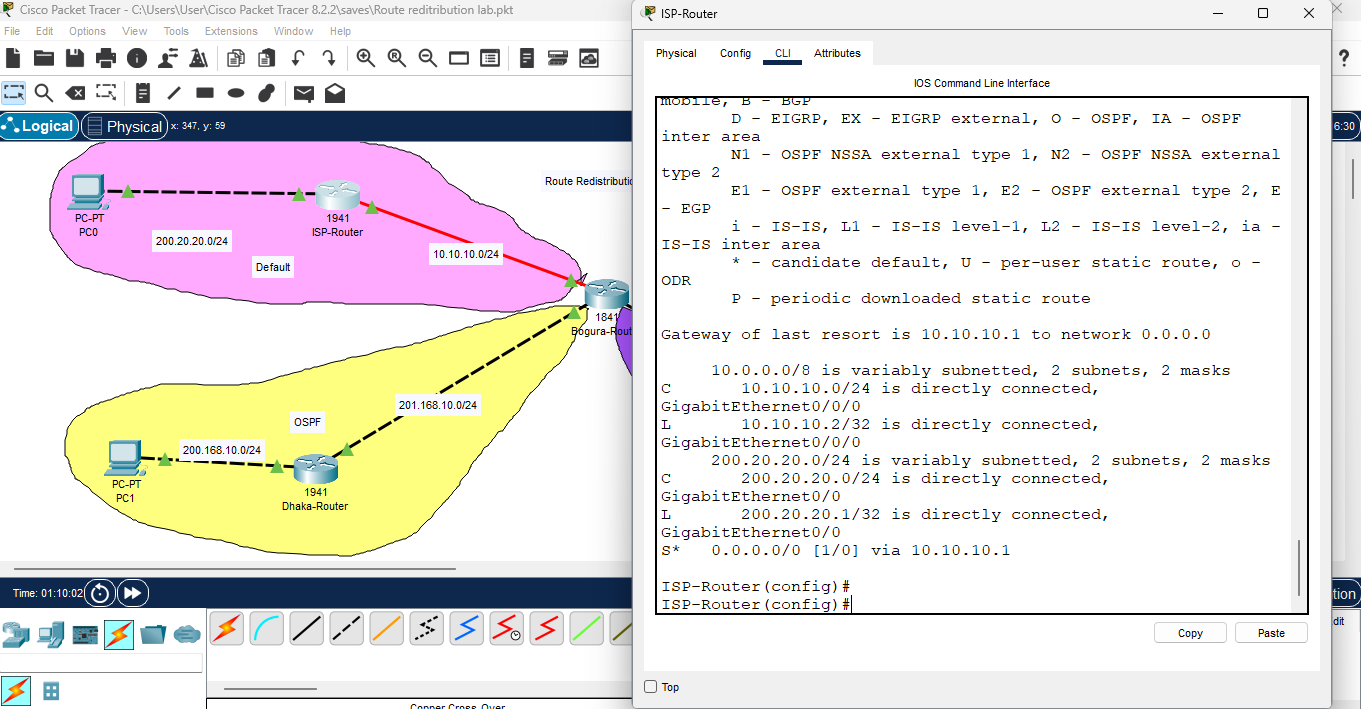 Cisco Packet Tracer - C:\Users\User\Cisco Packet Tracer 8.2.2\saves\Route reditribution lab.pkt
File Edit Options View Tools Extensions Window Help
Logical
Physical
x: 347, y: 59
6:30
Route Redistributio
PC-PT
PC0
1941
ISP-Router
200.20.20.0/24
Default
10.10.10.0/24
1841
Bogura-Rout
201.168.10.0/24
OSPF
200.168.10.0/24
PC-PT
PC1
1941
Dhaka-Router
Time: 01:10:02
Copper Cross-Over
ISP-Router
Physical Config CLI Attributes
IOS Command Line Interface
mobile, B - BGP
D - EIGRP, EX - EIGRP external, O - OSPF, IA - OSPF
inter area
N1 - OSPF NSSA external type 1, N2 - OSPF NSSA external
type 2
E1 - OSPF external type 1, E2 - OSPF external type 2, E
- EGP
i - IS-IS, L1 - IS-IS level-1, L2 - IS-IS level-2, ia -
IS-IS inter area
* - candidate default, U - per-user static route, o -
ODR
P - periodic downloaded static route
Gateway of last resort is 10.10.10.1 to network 0.0.0.0
10.0.0.0/8 is variably subnetted, 2 subnets, 2 masks
C 10.10.10.0/24 is directly connected,
GigabitEthernet0/0/0
L 10.10.10.2/32 is directly connected,
GigabitEthernet0/0/0
200.20.20.0/24 is variably subnetted, 2 subnets, 2 masks
C 200.20.20.0/24 is directly connected,
GigabitEthernet0/0
L 200.20.20.1/32 is directly connected,
GigabitEthernet0/0
S* 0.0.0.0/0 [1/0] via 10.10.10.1
ISP-Router(config)#
ISP-Router(config)#
Copy Paste
Top
tion
dit